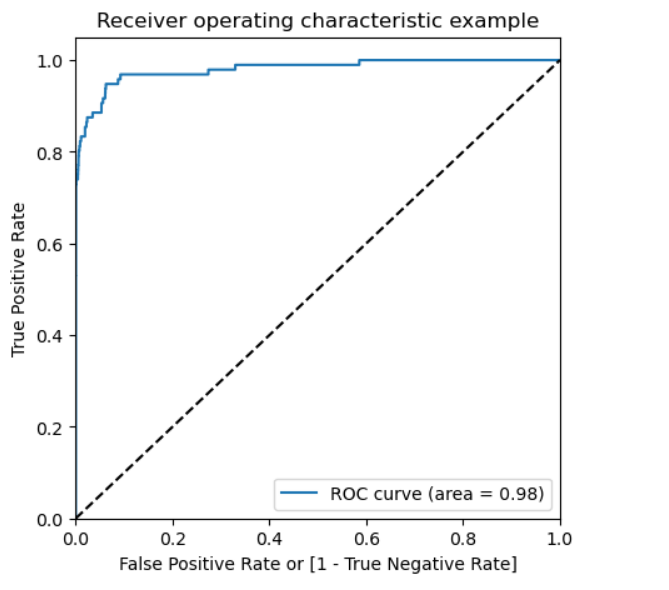 Receiver operating characteristic example
1.0
0.8
0.6
0.4
0.2
0.0
True Positive Rate
ROC curve (area = 0.98)
0.0 0.2 0.4 0.6 0.8 1.0
False Positive Rate or [1 - True Negative Rate]